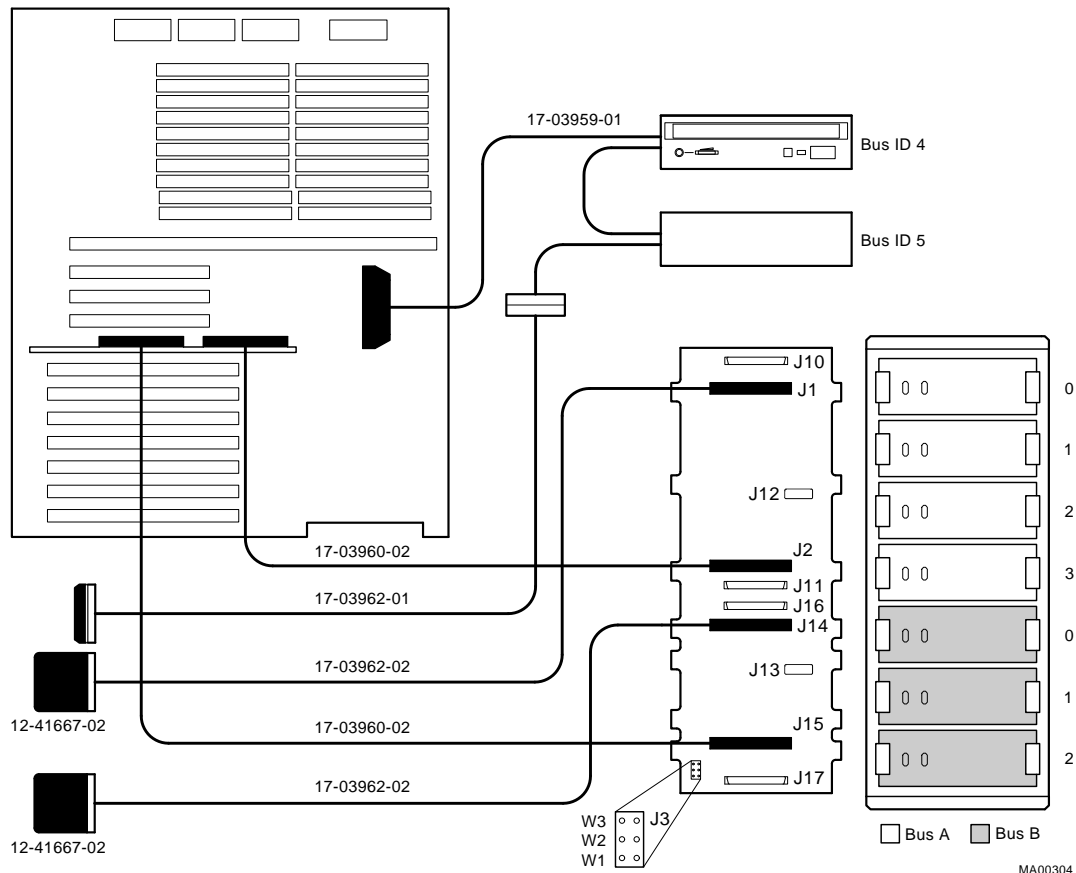 17-03959-01
Bus ID 4
Bus ID 5
J10
J1
0
1
J12
2
J2
17-03960-02
3
J11
17-03962-01
J16
J14
0
17-03962-02
J13
1
12-41667-02
17-03960-02
J15
2
17-03962-02
J17
W3
J3
W2
Bus A
Bus B
12-41667-02
W1
MA00304